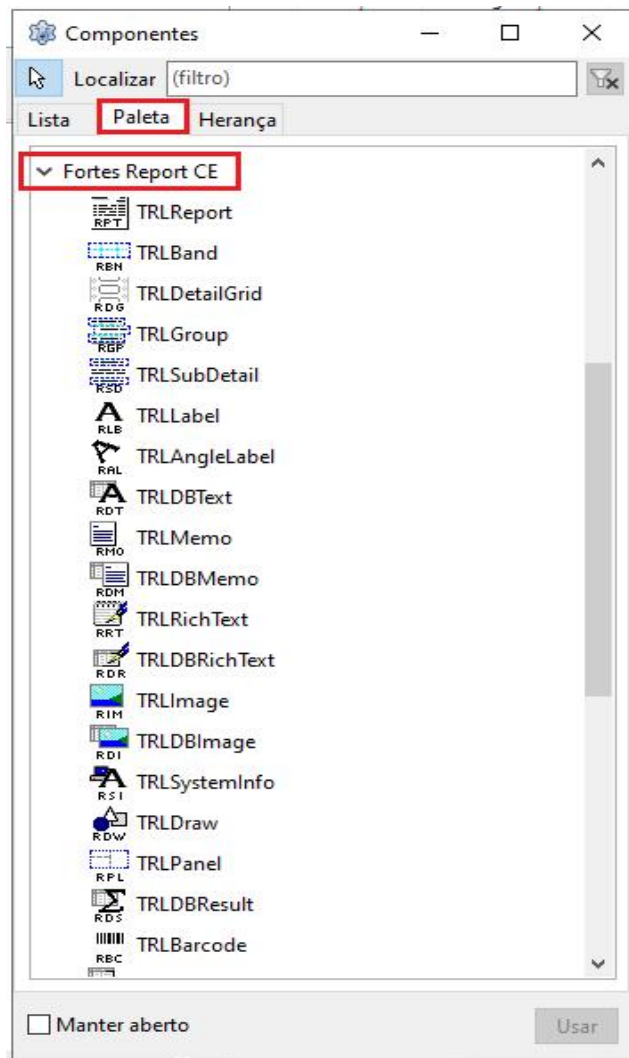 Componentes
Localizar (filtro)
Lista Paleta Herança
Fortes Report CE
RPT TRLReport
RBN TRLBand
RDG TRLDetailGrid
RGP TRLGroup
RSD TRLSubDetail
RLB TRLLabel
RAL TRLAngleLabel
RDT TRLDBText
RMO TRLMemo
RDM TRLDBMemo
RRT TRLRichText
RDR TRLDBRichText
RIM TRLImage
RDI TRLDBImage
RSI TRLSystemInfo
RDW TRLDraw
RPL TRLPanel
RDS TRLDBResult
RBC TRLBarcode
Manter aberto Usar